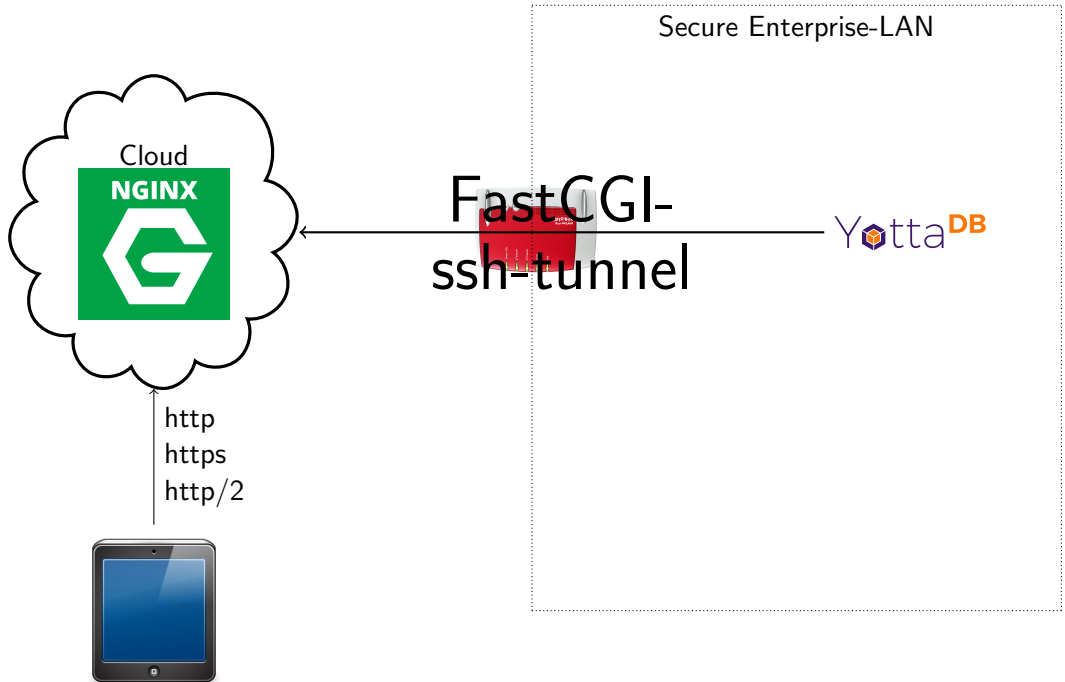 Secure Enterprise-LAN
Cloud
NGINX
FastCGI-
ssh-tunnel
YottaDB
http
https
http/2